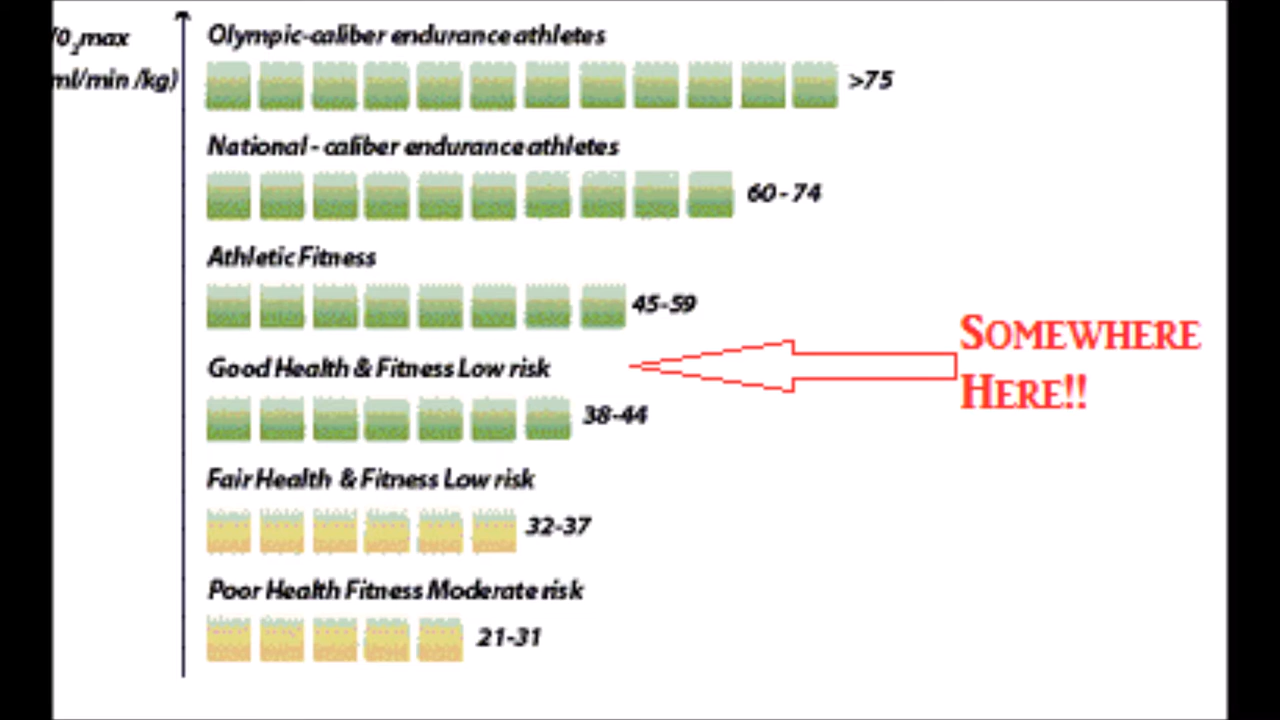 Olympic-caliber endurance athletes
O2max
(ml/min /kg)
>75
National - caliber endurance athletes
60 - 74
Athletic Fitness
45-59
Good Health & Fitness Low risk
SOMEWHERE
HERE!!
38-44
Fair Health & Fitness Low risk
32-37
Poor Health Fitness Moderate risk
21-31